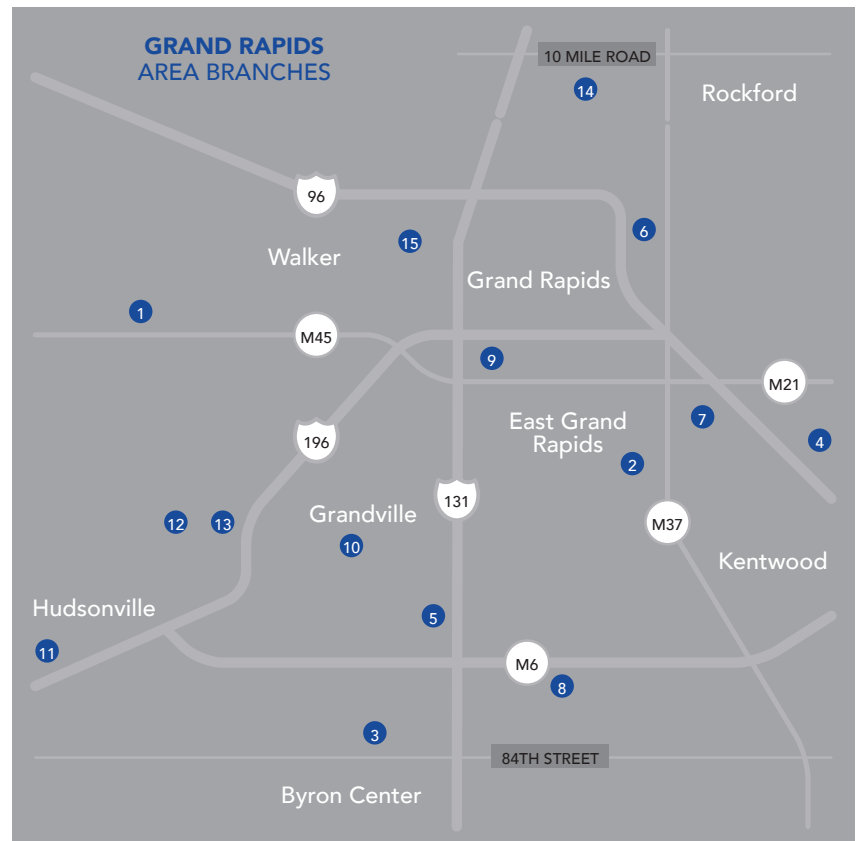 GRAND RAPIDS
AREA BRANCHES
10 MILE ROAD
14
Rockford
96
6
15
Walker
Grand Rapids
1
M45
9
M21
7
East Grand
Rapids
4
196
2
131
Grandville
12
13
M37
10
Kentwood
Hudsonville
5
11
M6
8
3
84TH STREET
Byron Center